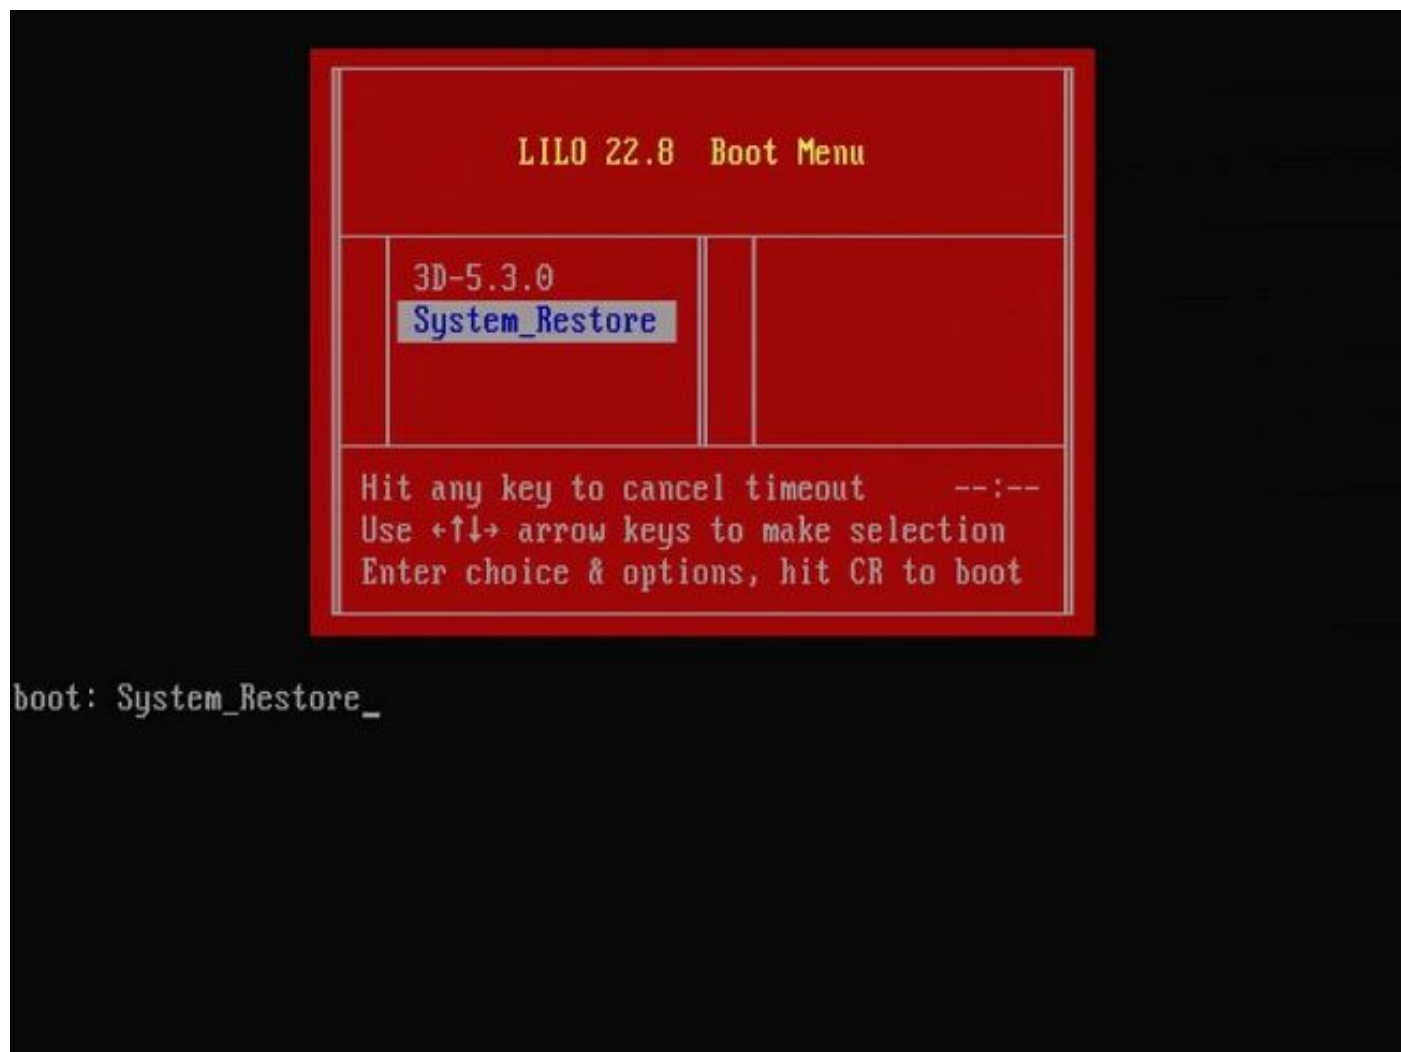 LILO 22.8 Boot Menu
3D-5.3.0
System_Restore
Hit any key to cancel timeout --:--
Use ←↑↓→ arrow keys to make selection
Enter choice & options, hit CR to boot
boot: System_Restore_